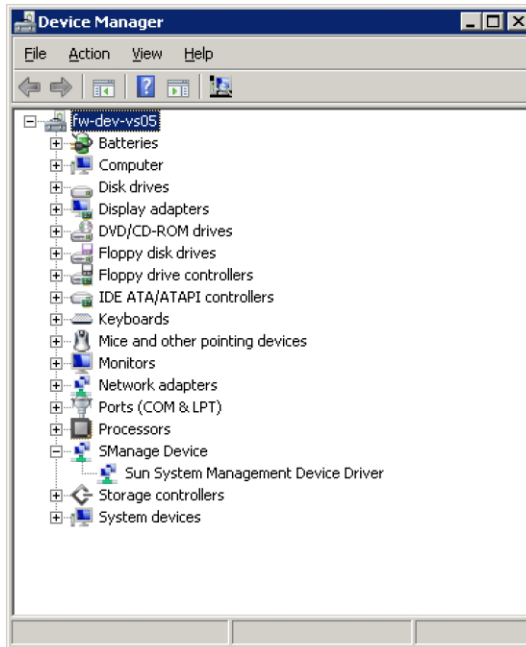 Device Manager
File Action View Help
fw-dev-vs05
Batteries
Computer
Disk drives
Display adapters
DVD/CD-ROM drives
Floppy disk drives
Floppy drive controllers
IDE ATA/ATAPI controllers
Keyboards
Mice and other pointing devices
Monitors
Network adapters
Ports (COM & LPT)
Processors
SManage Device
Sun System Management Device Driver
Storage controllers
System devices